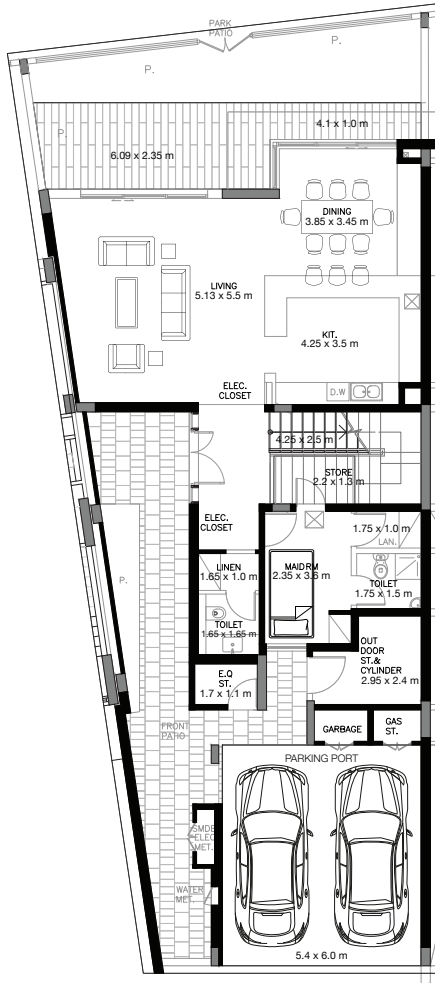 PARK
PATIO
P.
P.
P.
4.1 x 1.0 m
6.09 x 2.35 m
DINING
3.85 x 3.45 m
LIVING
5.13 x 5.5 m
KIT.
4.25 x 3.5 m
D.W
ELEC.
CLOSET
4.25 x 2.5 m
STORE
2.2 x 1.3 m
ELEC.
CLOSET
1.75 x 1.0 m
LAN.
LINEN
1.65 x 1.0 m
MAIDRM
2.35 x 3.6 m
P.
TOILET
1.75 x 1.5 m
TOILET
1.65 x 1.65 m
OUT
DOOR
ST.&
CYLINDER
2.95 x 2.4 m
E.Q
ST.
1.7 x 1.1 m
FRONT
PATIO
GARBAGE
GAS
ST.
PARKING PORT
SMDB
ELEC
MET.
WATER
MET.
5.4 x 6.0 m